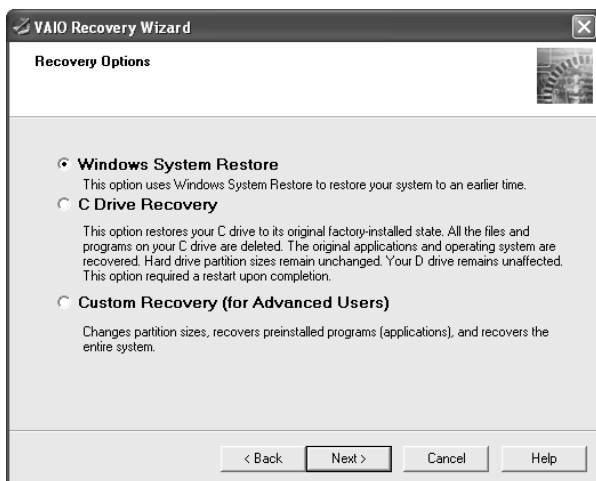 VAIO Recovery Wizard
Recovery Options
Windows System Restore
This option uses Windows System Restore to restore your system to an earlier time.
C Drive Recovery
This option restores your C drive to its original factory-installed state. All the files and
programs on your C drive are deleted. The original applications and operating system are
recovered. Hard drive partition sizes remain unchanged. Your D drive remains unaffected.
This option required a restart upon completion.
Custom Recovery (for Advanced Users)
Changes partition sizes, recovers preinstalled programs (applications), and recovers the
entire system.
< Back Next > Cancel Help